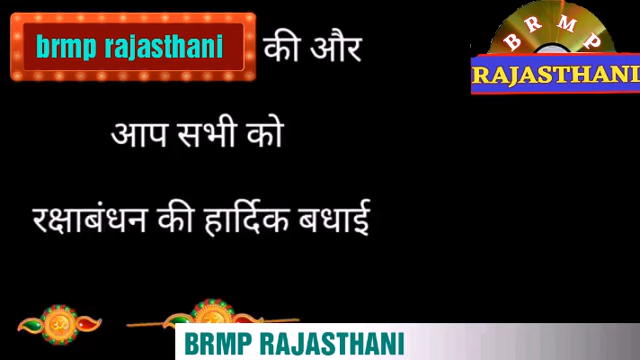 brmp rajasthani की और
B R M P
RAJASTHANI
आप सभी को
रक्षाबंधन की हार्दिक बधाई
ॐ ॐ
BRMP RAJASTHANI